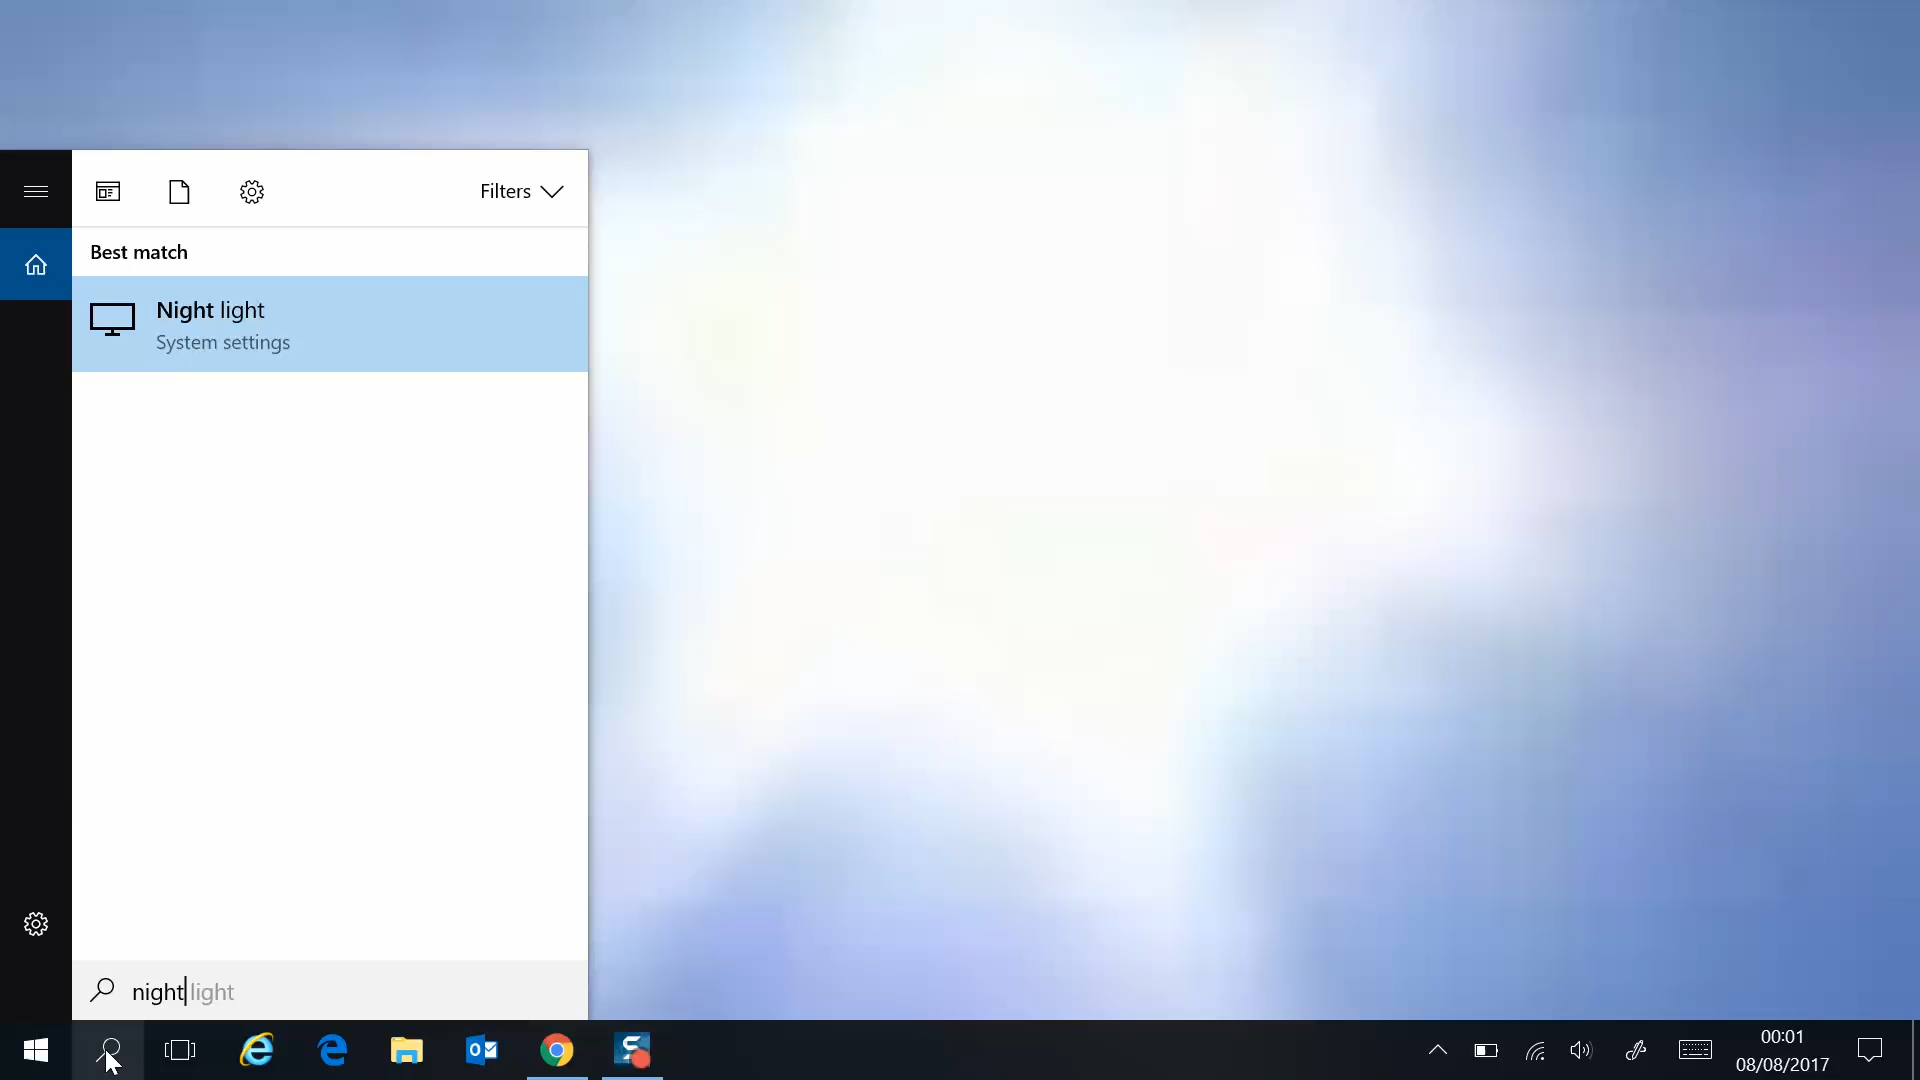 Filters
Best match
Night light
System settings
night light
00:01
08/08/2017